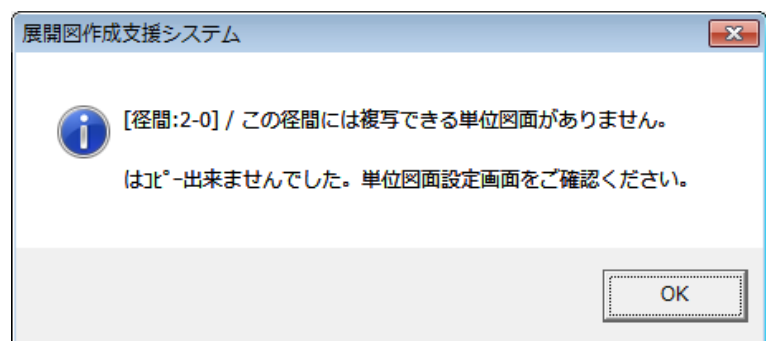 展開図作成支援システム
[径間:2-0] / この径間には複写できる単位図面がありません。
はｺﾋﾟｰ出来ませんでした。単位図面設定画面をご確認ください。
OK